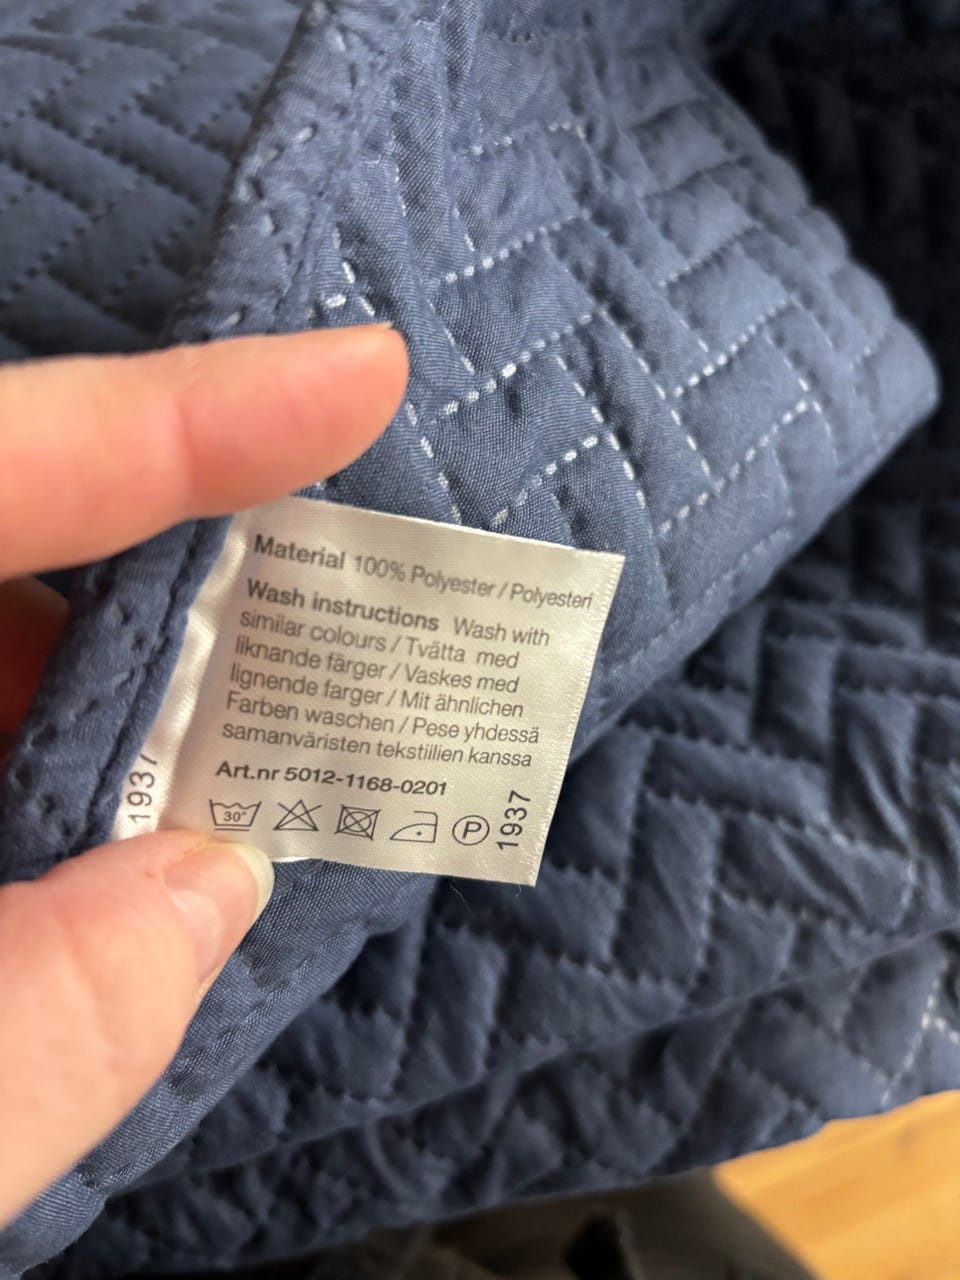 Material 100% Polyester / Polyesteri
Wash instructions Wash with
similar colours / Tvätta med
liknande färger / Vaskes med
lignende farger / Mit ähnlichen
Farben waschen / Pese yhdessä
samanväristen tekstiilien kanssa
Art.nr 5012-1168-0201
30°
P
1937
1937